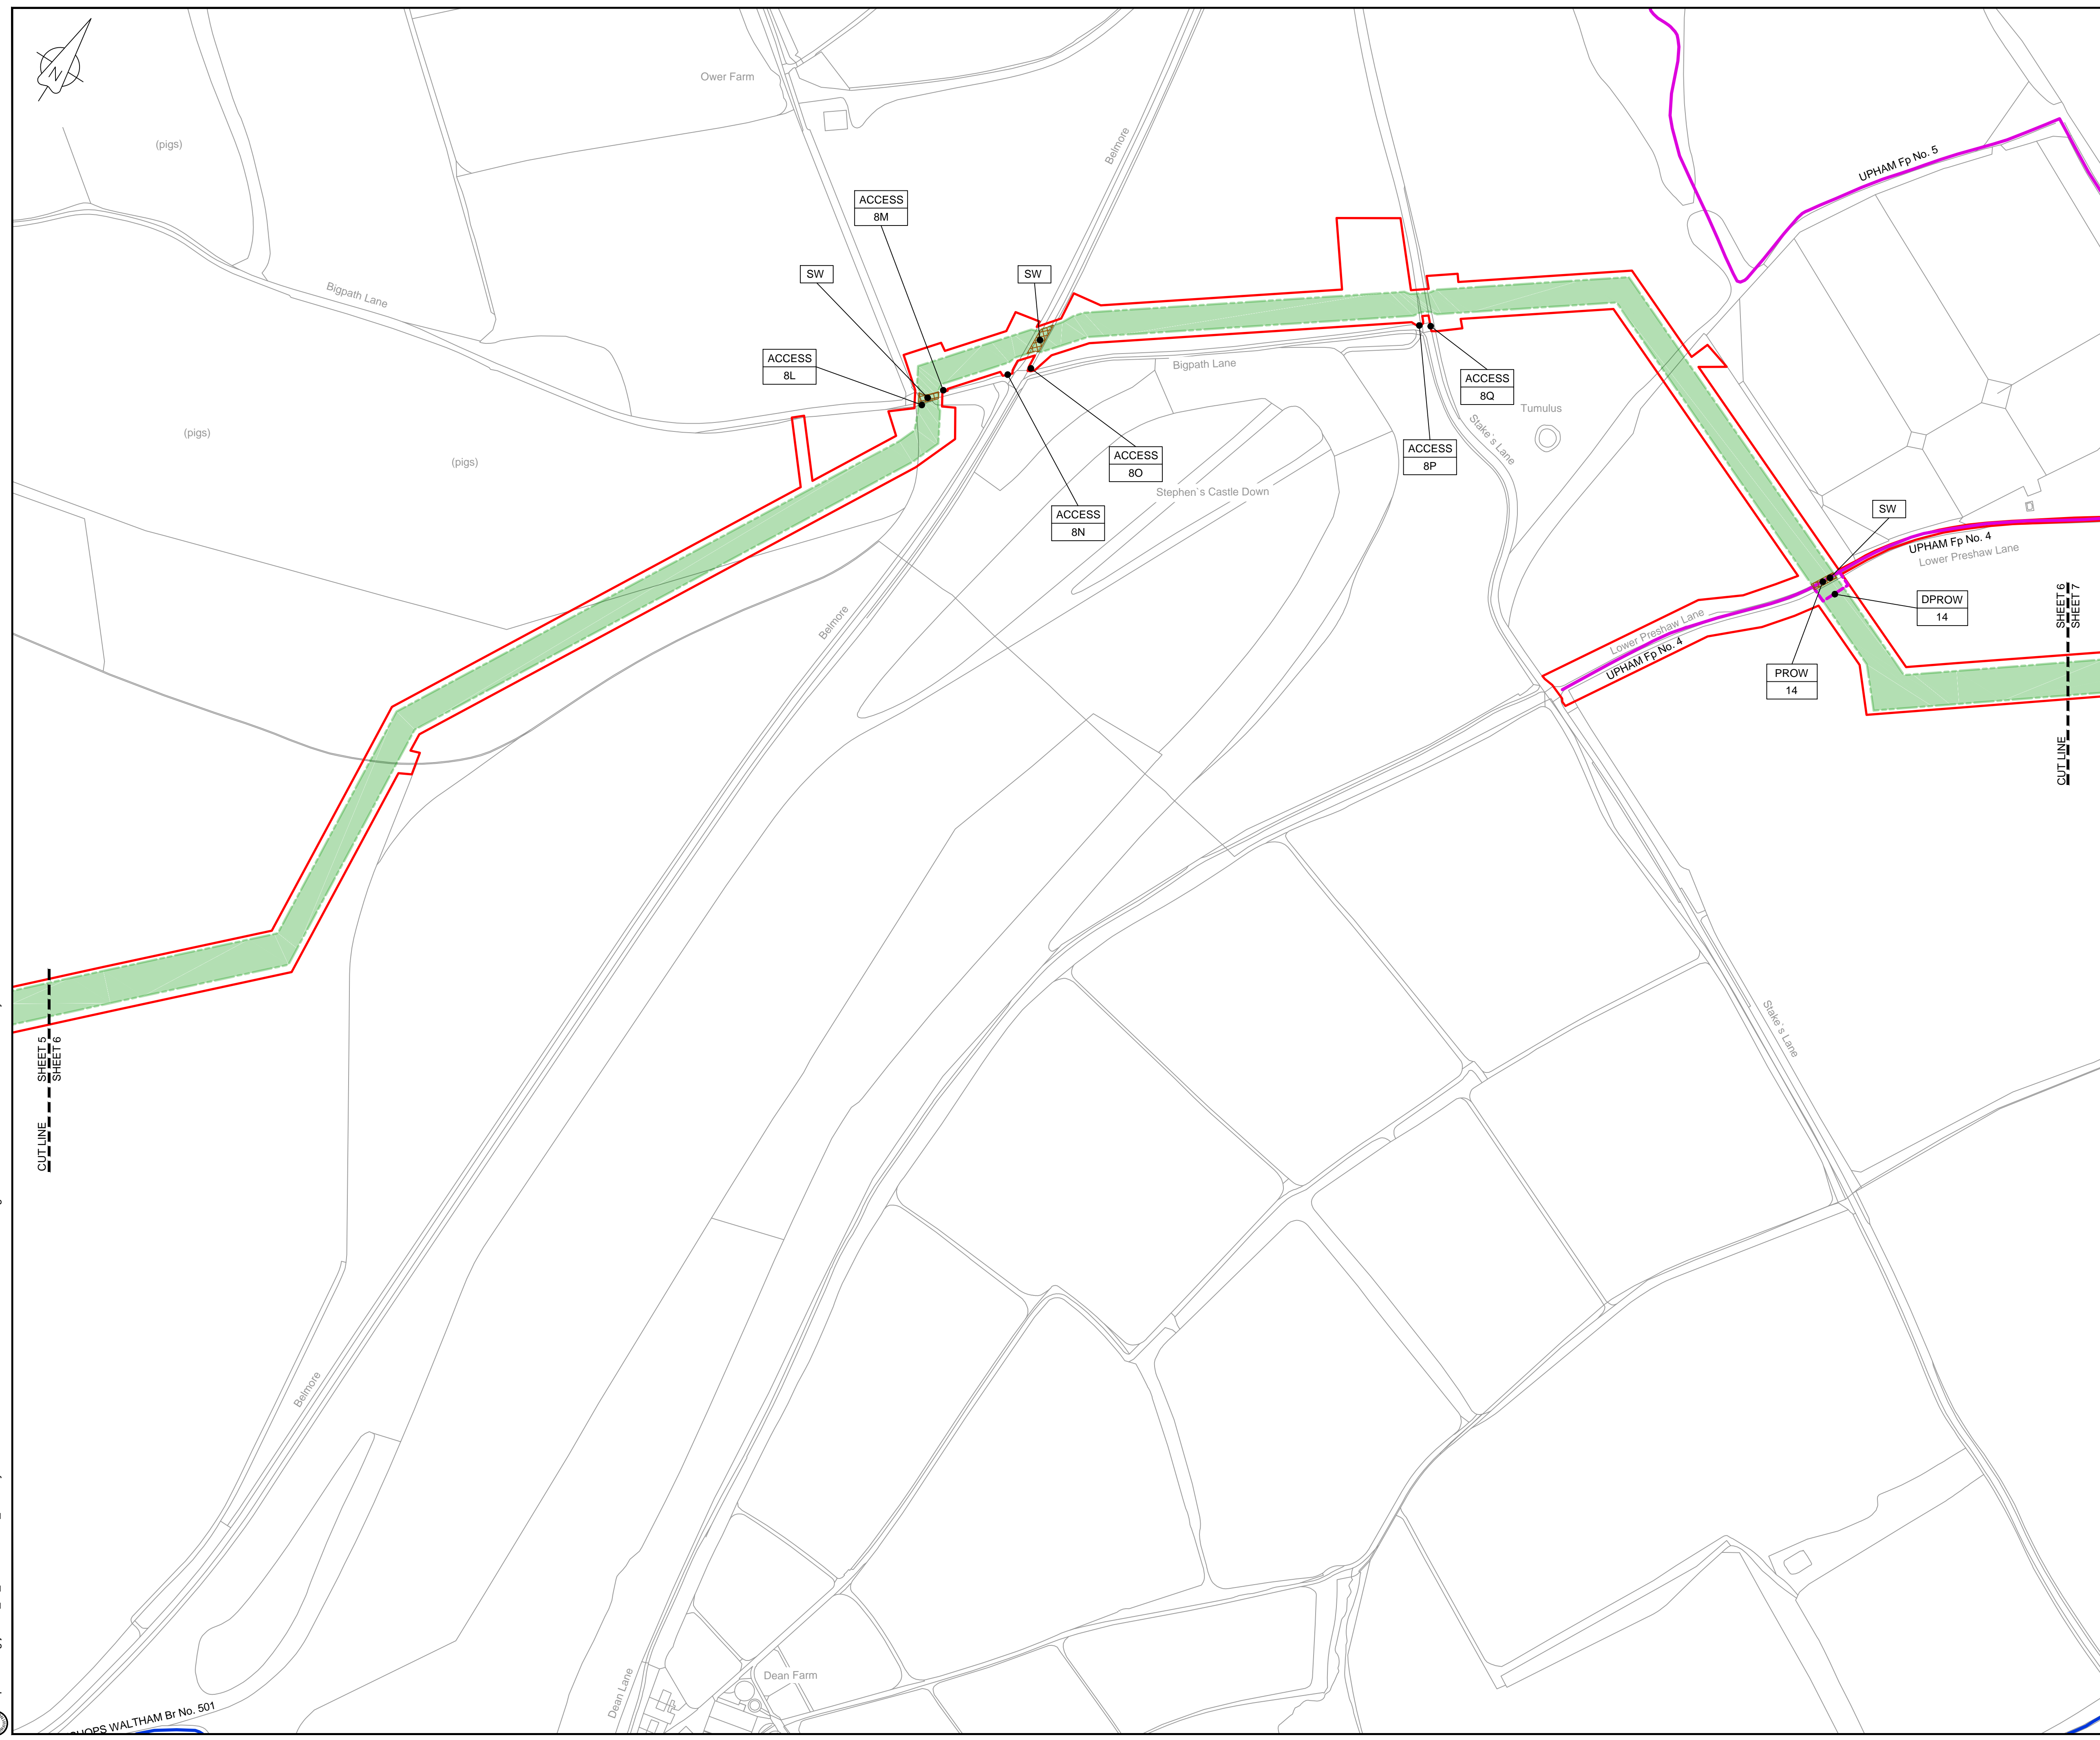 N
Ower Farm
(pigs)
Belmore
UPHAM Fp No. 5
ACCESS
8M
SW
SW
Bigpath Lane
ACCESS
8L
Bigpath Lane
ACCESS
8Q
Tumulus
Stake`s Lane
(pigs)
(pigs)
ACCESS
8O
ACCESS
8P
Stephen`s Castle Down
ACCESS
8N
SW
UPHAM Fp No. 4
Lower Preshaw Lane
Belmore
DPROW
14
SHEET 6
SHEET 7
CUT LINE
Lower Preshaw Lane
UPHAM Fp No. 4
PROW
14
SHEET 5
SHEET 6
CUT LINE
Stake`s Lane
Belmore
Dean Farm
Dean Lane
WALTHAM Br No. 501